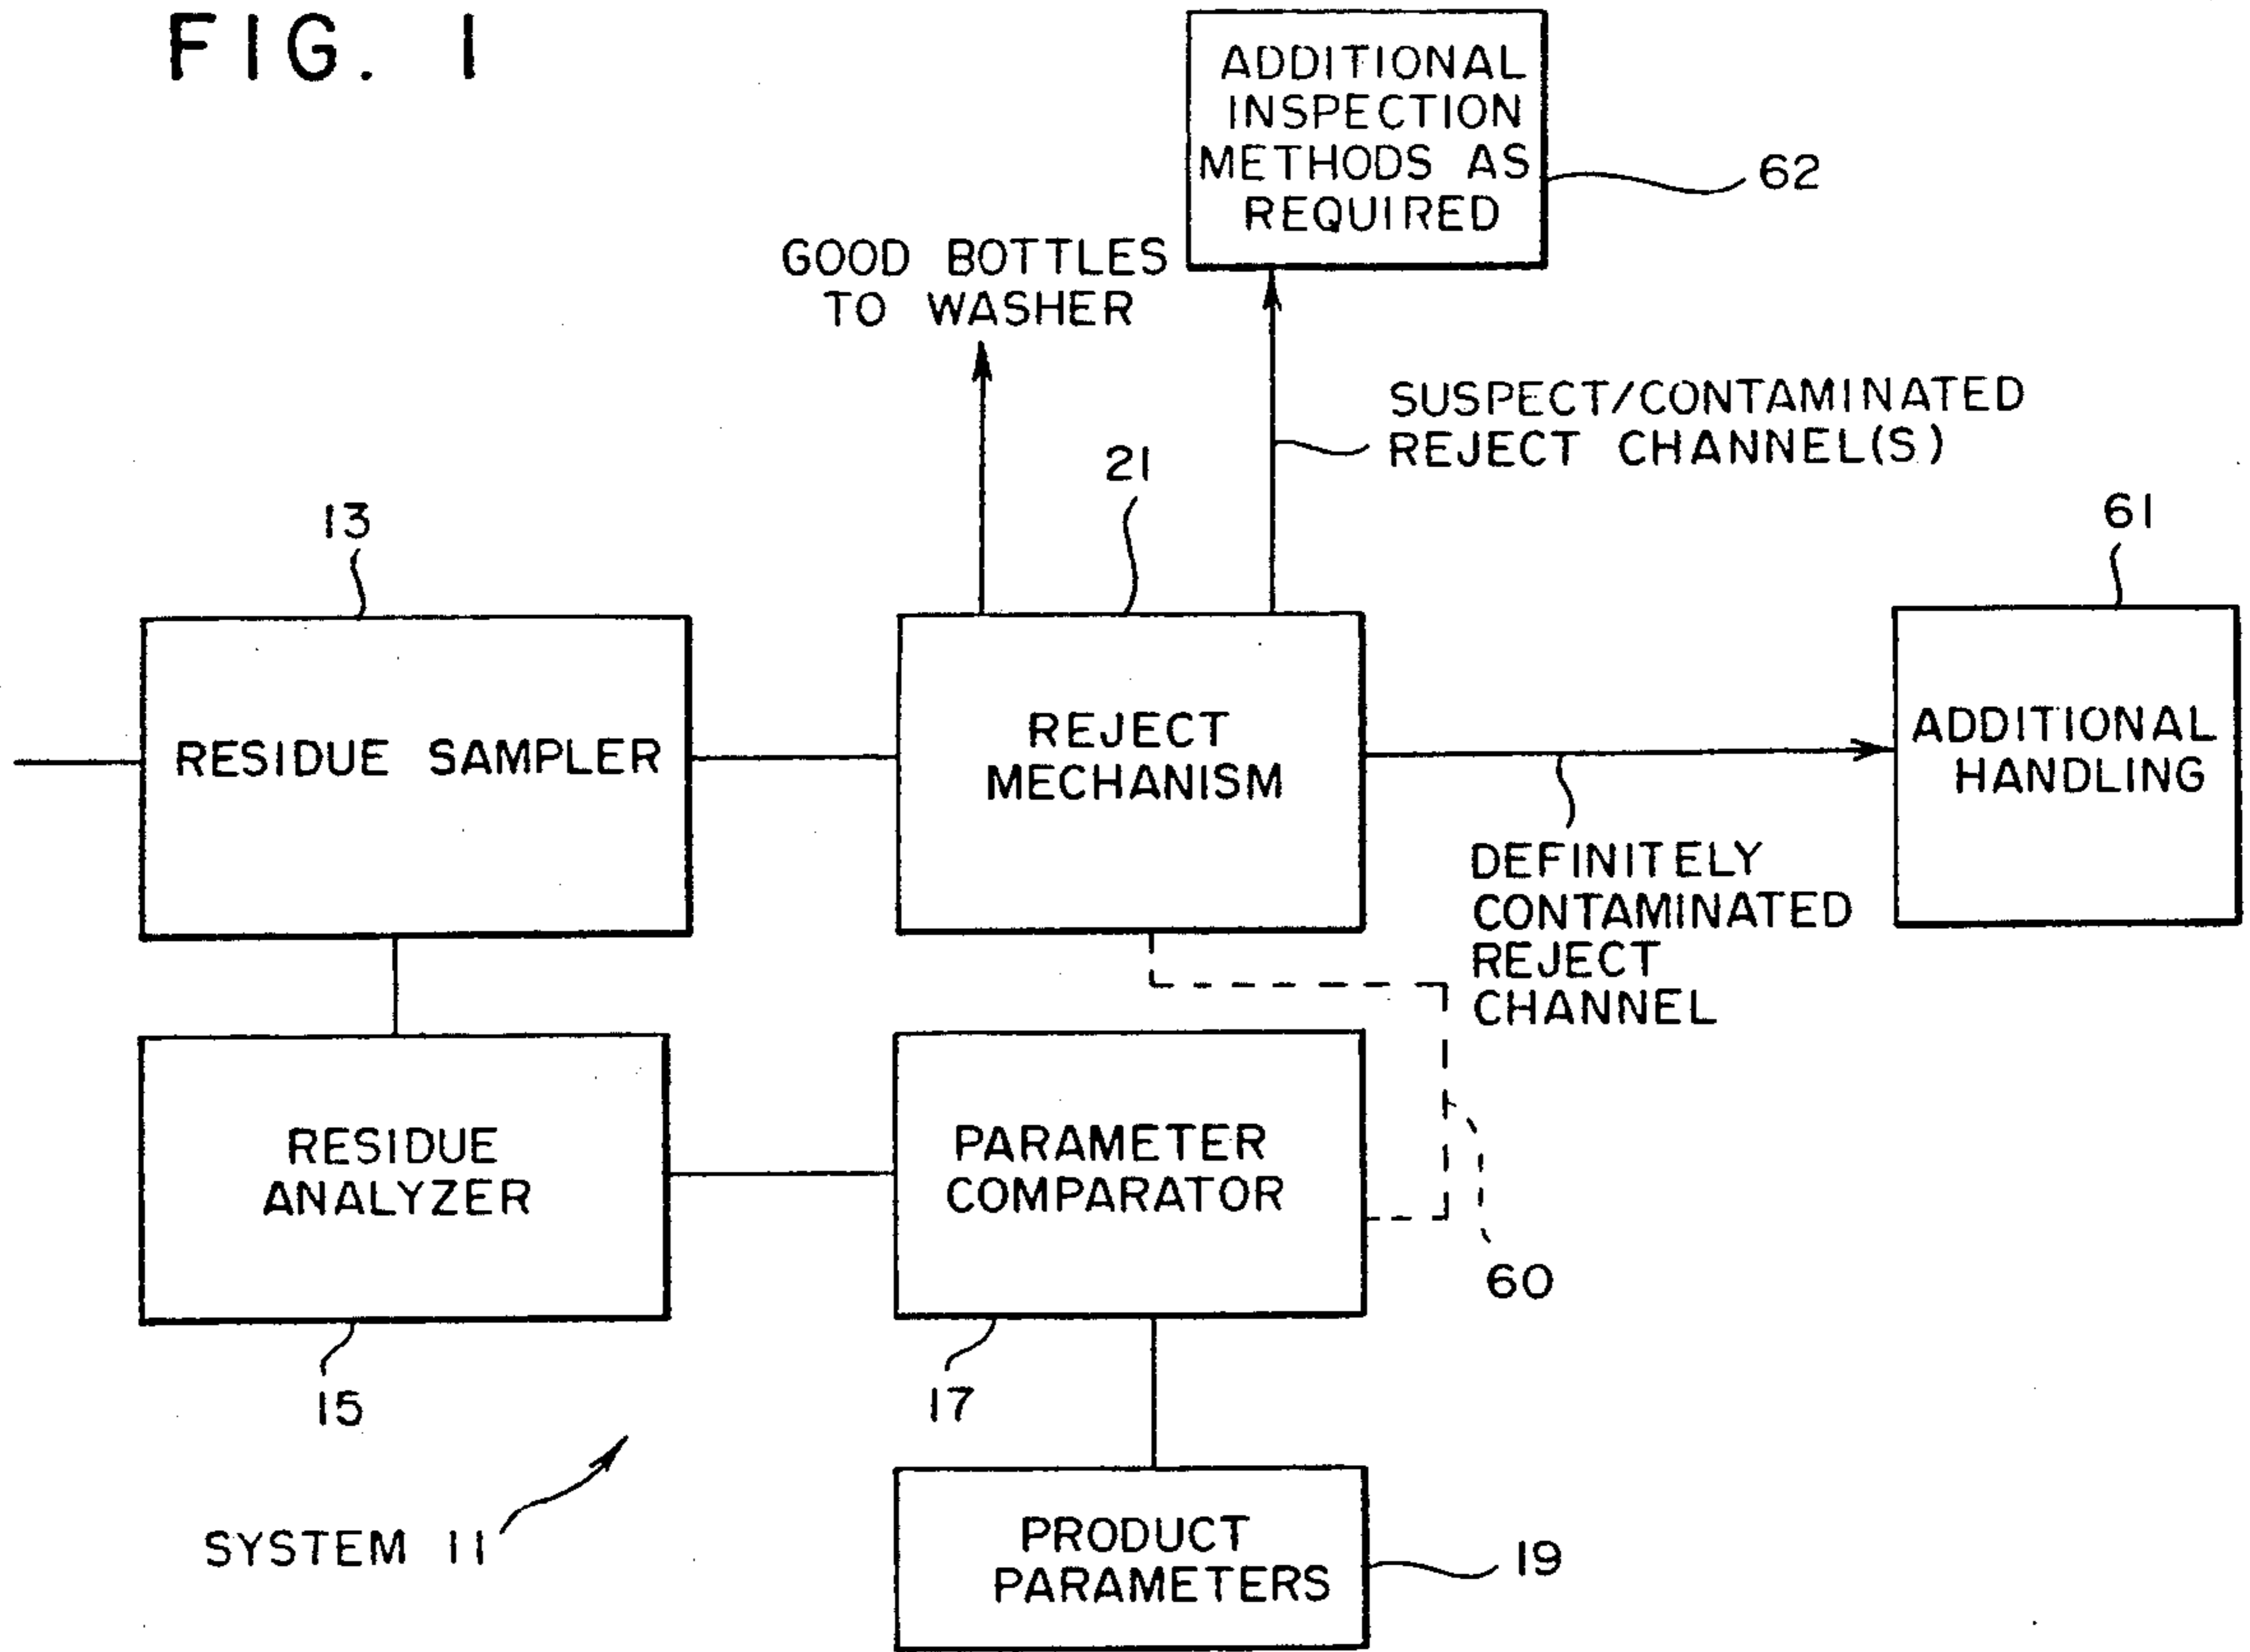 FIG. 1
ADDITIONAL
INSPECTION
METHODS AS
REQUIRED
62
GOOD BOTTLES
TO WASHER
SUSPECT/CONTAMINATED
REJECT CHANNEL(S)
21
13
61
RESIDUE SAMPLER
REJECT
MECHANISM
ADDITIONAL
HANDLING
DEFINITELY
CONTAMINATED
REJECT
CHANNEL
RESIDUE
ANALYZER
PARAMETER
COMPARATOR
60
15
17
SYSTEM 11
PRODUCT
PARAMETERS
19